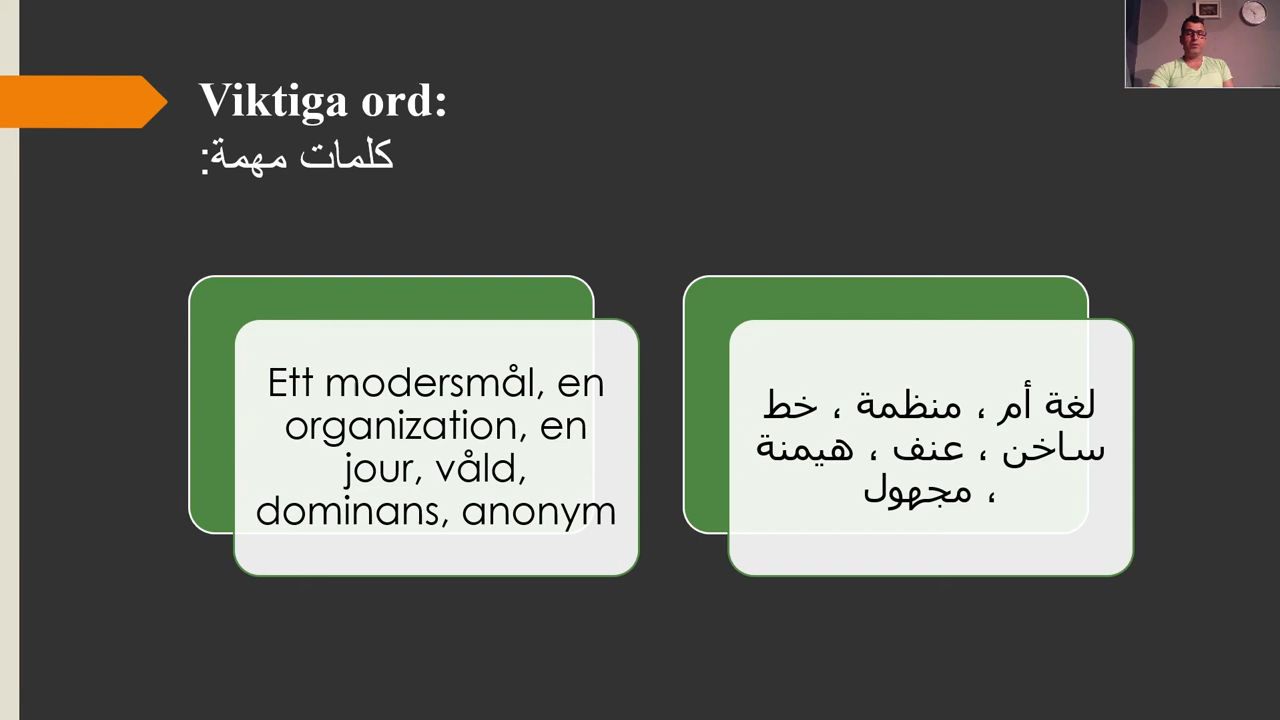 Viktiga ord:
كلمات مهمة:
Ett modersmål, en
organization, en
jour, våld,
dominans, anonym
لغة أم ، منظمة ، خط
ساخن ، عنف ، هيمنة
، مجهول